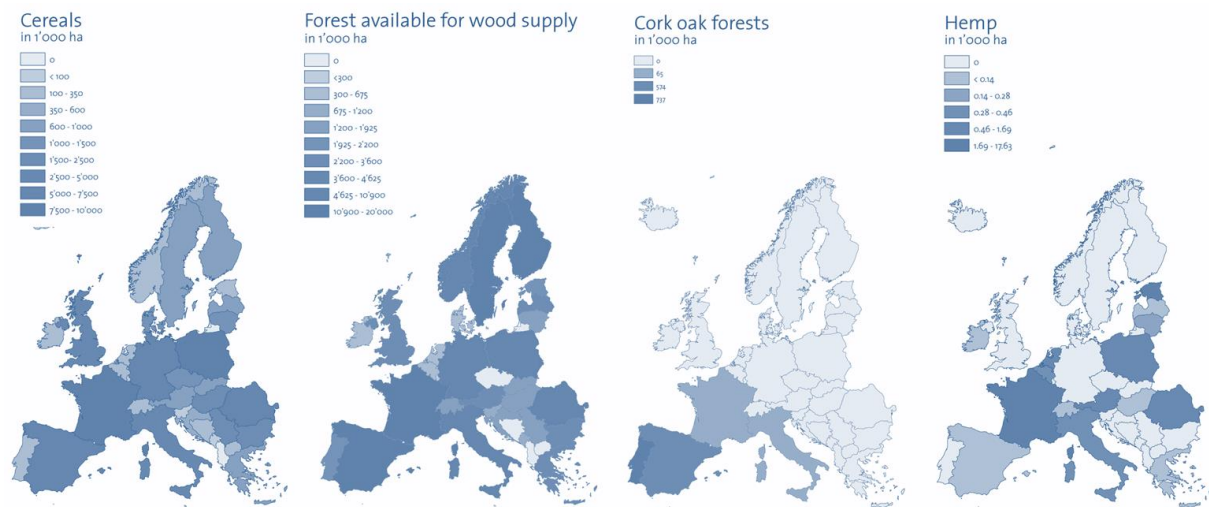 Cereals
in 1'000 ha
0
< 100
100 - 350
350 - 600
600 - 1'000
1'000 - 1'500
1'500- 2'500
2'500 - 5'000
5'000 - 7'500
7'500 - 10'000
Forest available for wood supply
in 1'000 ha
0
<300
300 - 675
675 - 1'200
1'200 - 1'925
1'925 - 2'200
2'200 - 3'600
3'600 - 4'625
4'625 - 10'900
10'900 - 20'000
Cork oak forests
in 1'000 ha
0
65
574
737
Hemp
in 1'000 ha
0
< 0.14
0.14 - 0.28
0.28 - 0.46
0.46 - 1.69
1.69 - 17.63